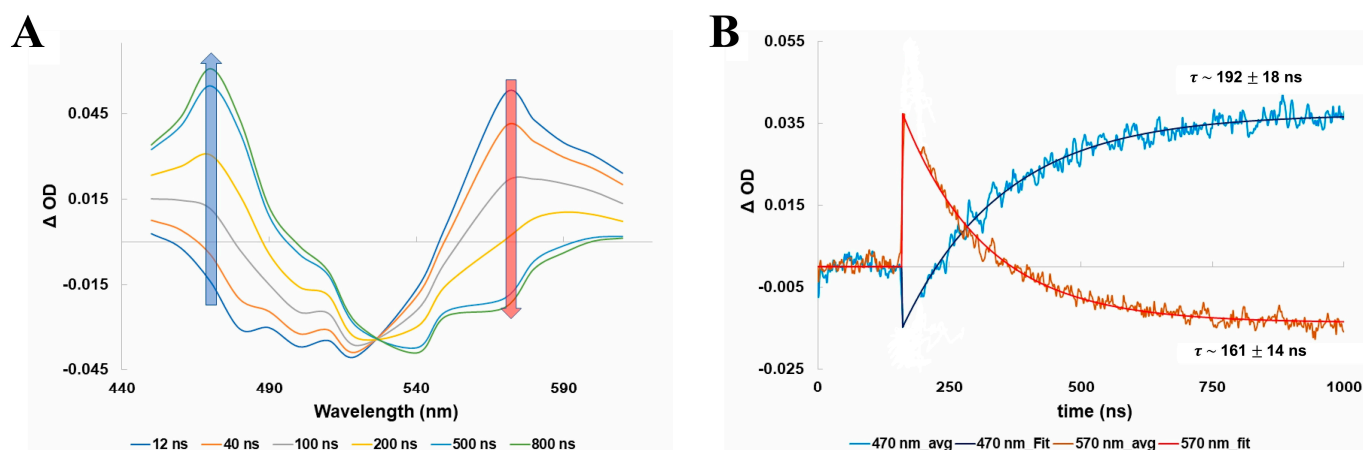 A
Δ OD
0.045
0.015
-0.015
-0.045
440
490
540
590
Wavelength (nm)
12 ns
40 ns
100 ns
200 ns
500 ns
800 ns
B
Δ OD
0.055
0.035
0.015
-0.005
-0.025
τ ~ 192 ± 18 ns
τ ~ 161 ± 14 ns
0
250
500
750
1000
time (ns)
470 nm_avg
470 nm_Fit
570 nm_avg
570 nm_fit